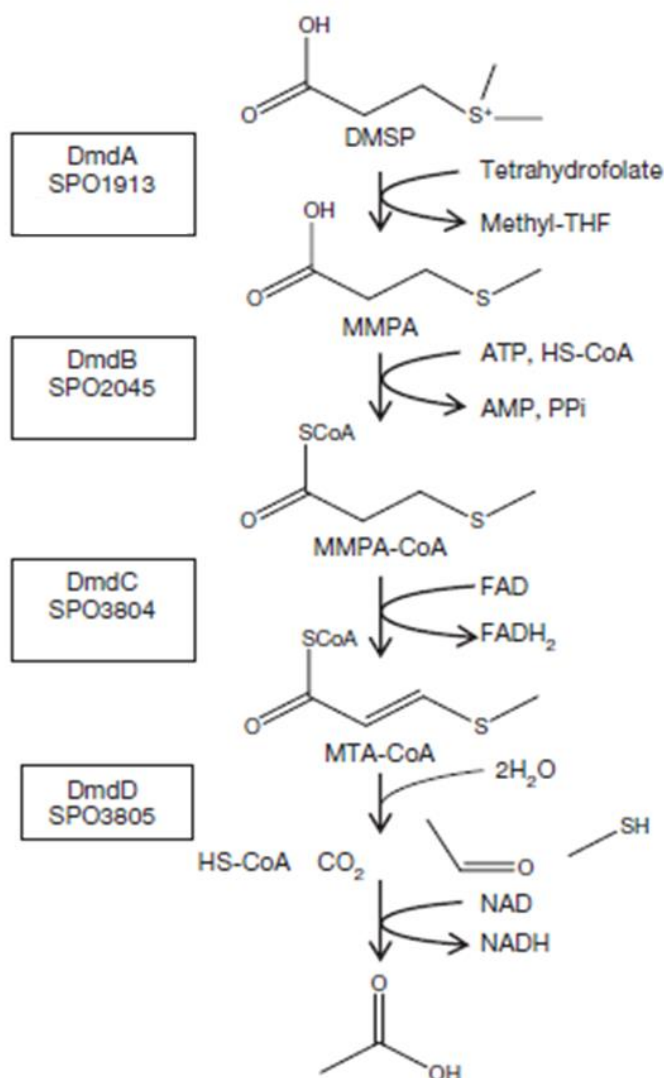 OH
O
S+
DMSP
DmdA
SPO1913
Tetrahydrofolate
Methyl-THF
OH
O
S
MMPA
DmdB
SPO2045
ATP, HS-CoA
AMP, PPi
SCoA
O
S
MMPA-CoA
DmdC
SPO3804
FAD
FADH2
SCoA
O
S
MTA-CoA
DmdD
SPO3805
2H2O
HS-CoA CO2
O
SH
NAD
NADH
O
OH